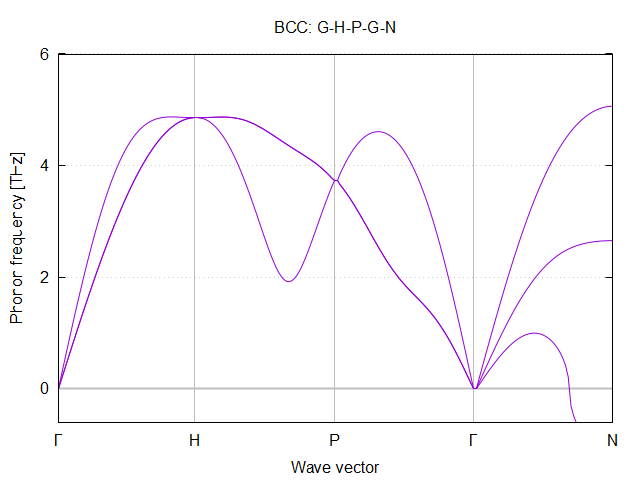 BCC: G-H-P-G-N
6
4
2
0
Phonon frequency [THz]
Γ H P Γ N
Wave vector